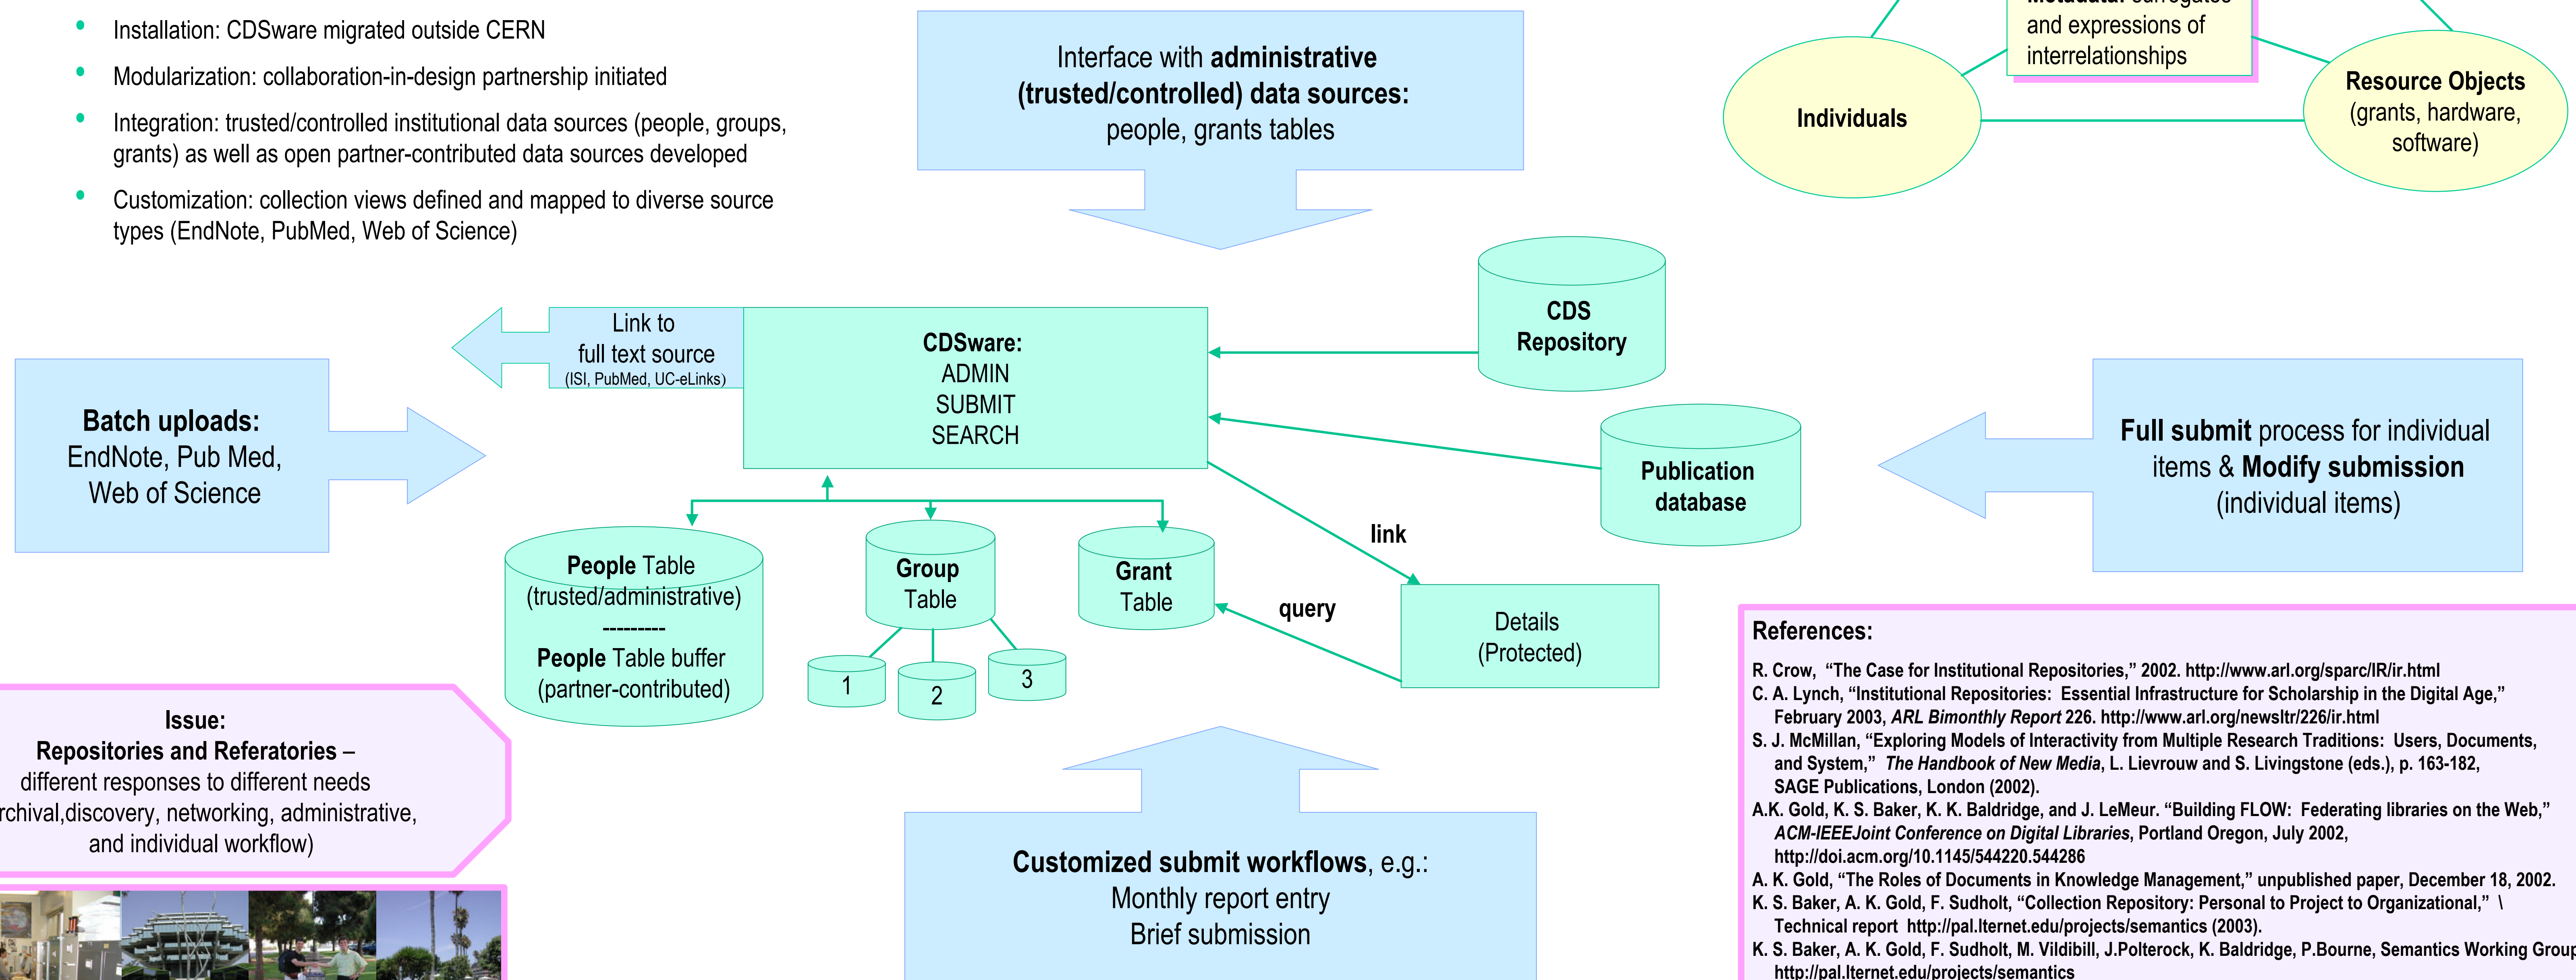 • Installation: CDSware migrated outside CERN
• Modularization: collaboration-in-design partnership initiated
• Integration: trusted/controlled institutional data sources (people, groups,
grants) as well as open partner-contributed data sources developed
• Customization: collection views defined and mapped to diverse source
types (EndNote, PubMed, Web of Science)
Interface with administrative
(trusted/controlled) data sources:
people, grants tables
Metadata: surrogates
and expressions of
interrelationships
Individuals
Resource Objects
(grants, hardware,
software)
Link to
full text source
(ISI, PubMed, UC-eLinks)
CDSware:
ADMIN
SUBMIT
SEARCH
CDS
Repository
Batch uploads:
EndNote, Pub Med,
Web of Science
Publication
database
Full submit process for individual
items & Modify submission
(individual items)
People Table
(trusted/administrative)
---------
People Table buffer
(partner-contributed)
Group
Table
1
2
3
Grant
Table
link
query
Details
(Protected)
Issue:
Repositories and Referatories –
different responses to different needs
rchival,discovery, networking, administrative,
and individual workflow)
Customized submit workflows, e.g.:
Monthly report entry
Brief submission
References:
R. Crow, “The Case for Institutional Repositories,” 2002. http://www.arl.org/sparc/IR/ir.html
C. A. Lynch, “Institutional Repositories: Essential Infrastructure for Scholarship in the Digital Age,”
February 2003, ARL Bimonthly Report 226. http://www.arl.org/newsltr/226/ir.html
S. J. McMillan, “Exploring Models of Interactivity from Multiple Research Traditions: Users, Documents,
and System,” The Handbook of New Media, L. Lievrouw and S. Livingstone (eds.), p. 163-182,
SAGE Publications, London (2002).
A.K. Gold, K. S. Baker, K. K. Baldridge, and J. LeMeur. “Building FLOW: Federating libraries on the Web,”
ACM-IEEEJoint Conference on Digital Libraries, Portland Oregon, July 2002,
http://doi.acm.org/10.1145/544220.544286
A. K. Gold, “The Roles of Documents in Knowledge Management,” unpublished paper, December 18, 2002.
K. S. Baker, A. K. Gold, F. Sudholt, “Collection Repository: Personal to Project to Organizational,” \
Technical report http://pal.lternet.edu/projects/semantics (2003).
K. S. Baker, A. K. Gold, F. Sudholt, M. Vildibill, J.Polterock, K. Baldridge, P.Bourne, Semantics Working Group
http://pal.lternet.edu/projects/semantics